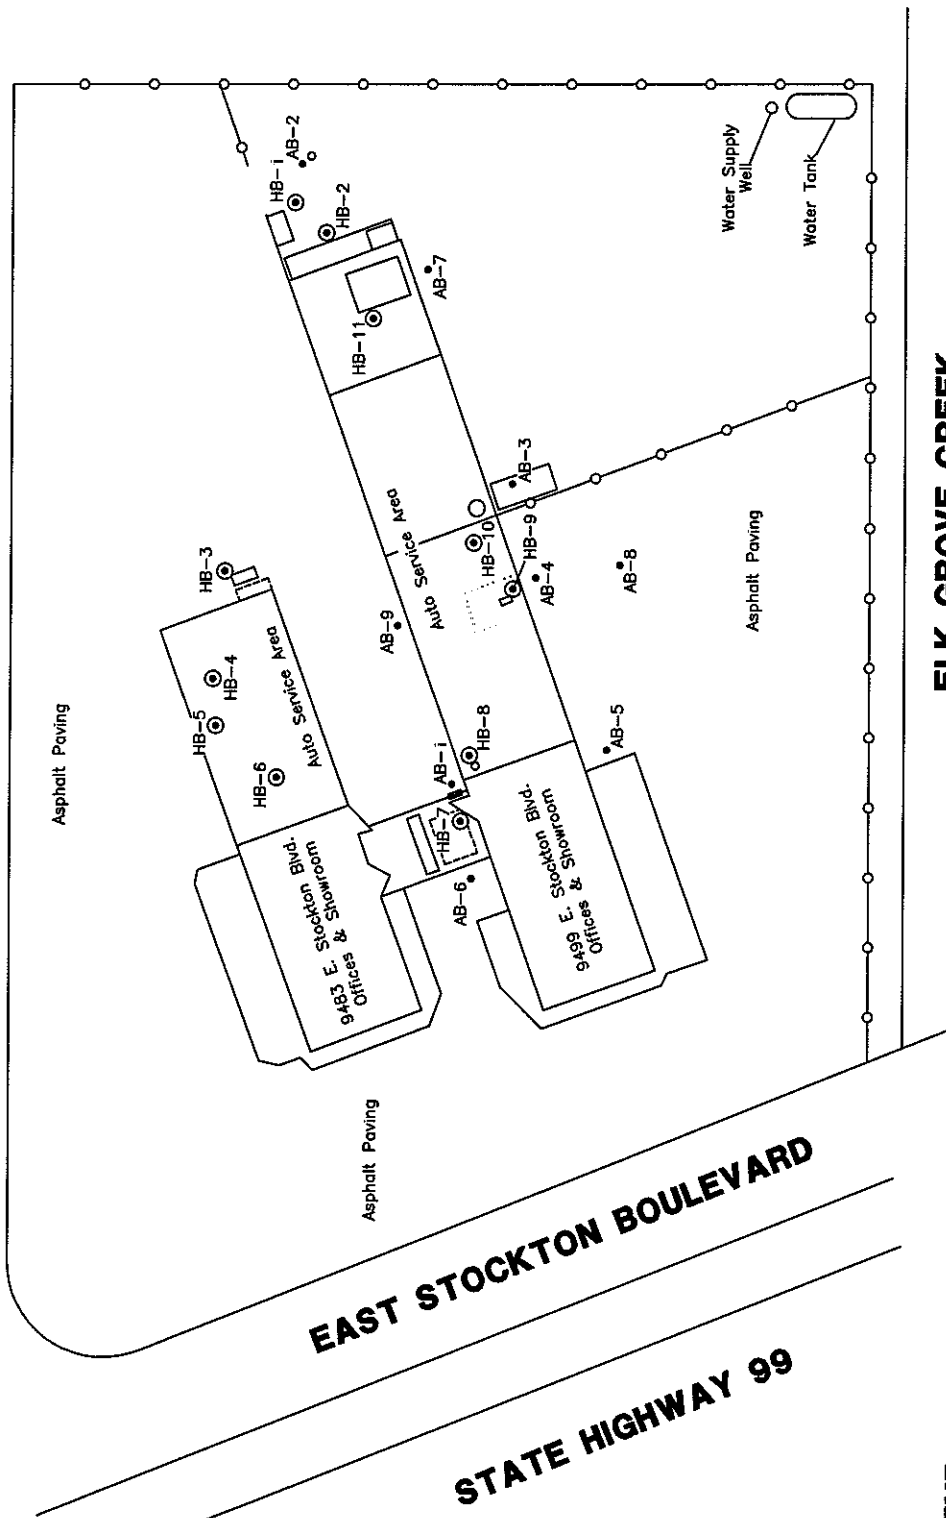 Asphalt Paving
AB-2
HB-1
HB-2
AB-7
HB-11
Water Supply
Well
Water Tank
HB-3
HB-4
HB-5
HB-6
Auto Service Area
AB-9
Auto Service Area
HB-10
AB-3
HB-9
AB-4
AB-8
Asphalt Paving
HB-8
AB-1
HB-7
AB-6
AB-5
9483 E. Stockton Blvd.
Offices & Showroom
9499 E. Stockton Blvd.
Offices & Showroom
Asphalt Paving
ELK GROVE CREEK
EAST STOCKTON BOULEVARD
STATE HIGHWAY 99